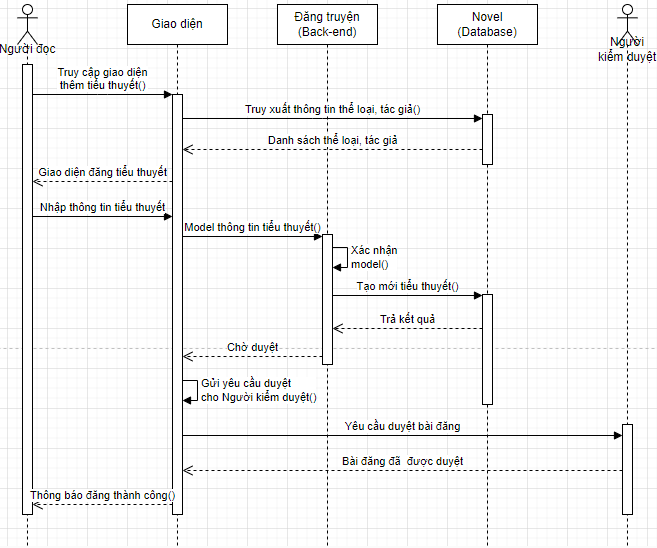 Người đọc
Giao diện
Đăng truyện
(Back-end)
Novel
(Database)
Người
kiểm duyệt
Truy cập giao diện
thêm tiểu thuyết()
Truy xuất thông tin thể loại, tác giả()
Danh sách thể loại, tác giả
Giao diện đăng tiểu thuyết
Nhập thông tin tiểu thuyết
Model thông tin tiểu thuyết()
Xác nhận
model()
Tạo mới tiểu thuyết()
Trả kết quả
Chờ duyệt
Gửi yêu cầu duyệt
cho Người kiểm duyệt()
Yêu cầu duyệt bài đăng
Bài đăng đã được duyệt
Thông báo đăng thành công()